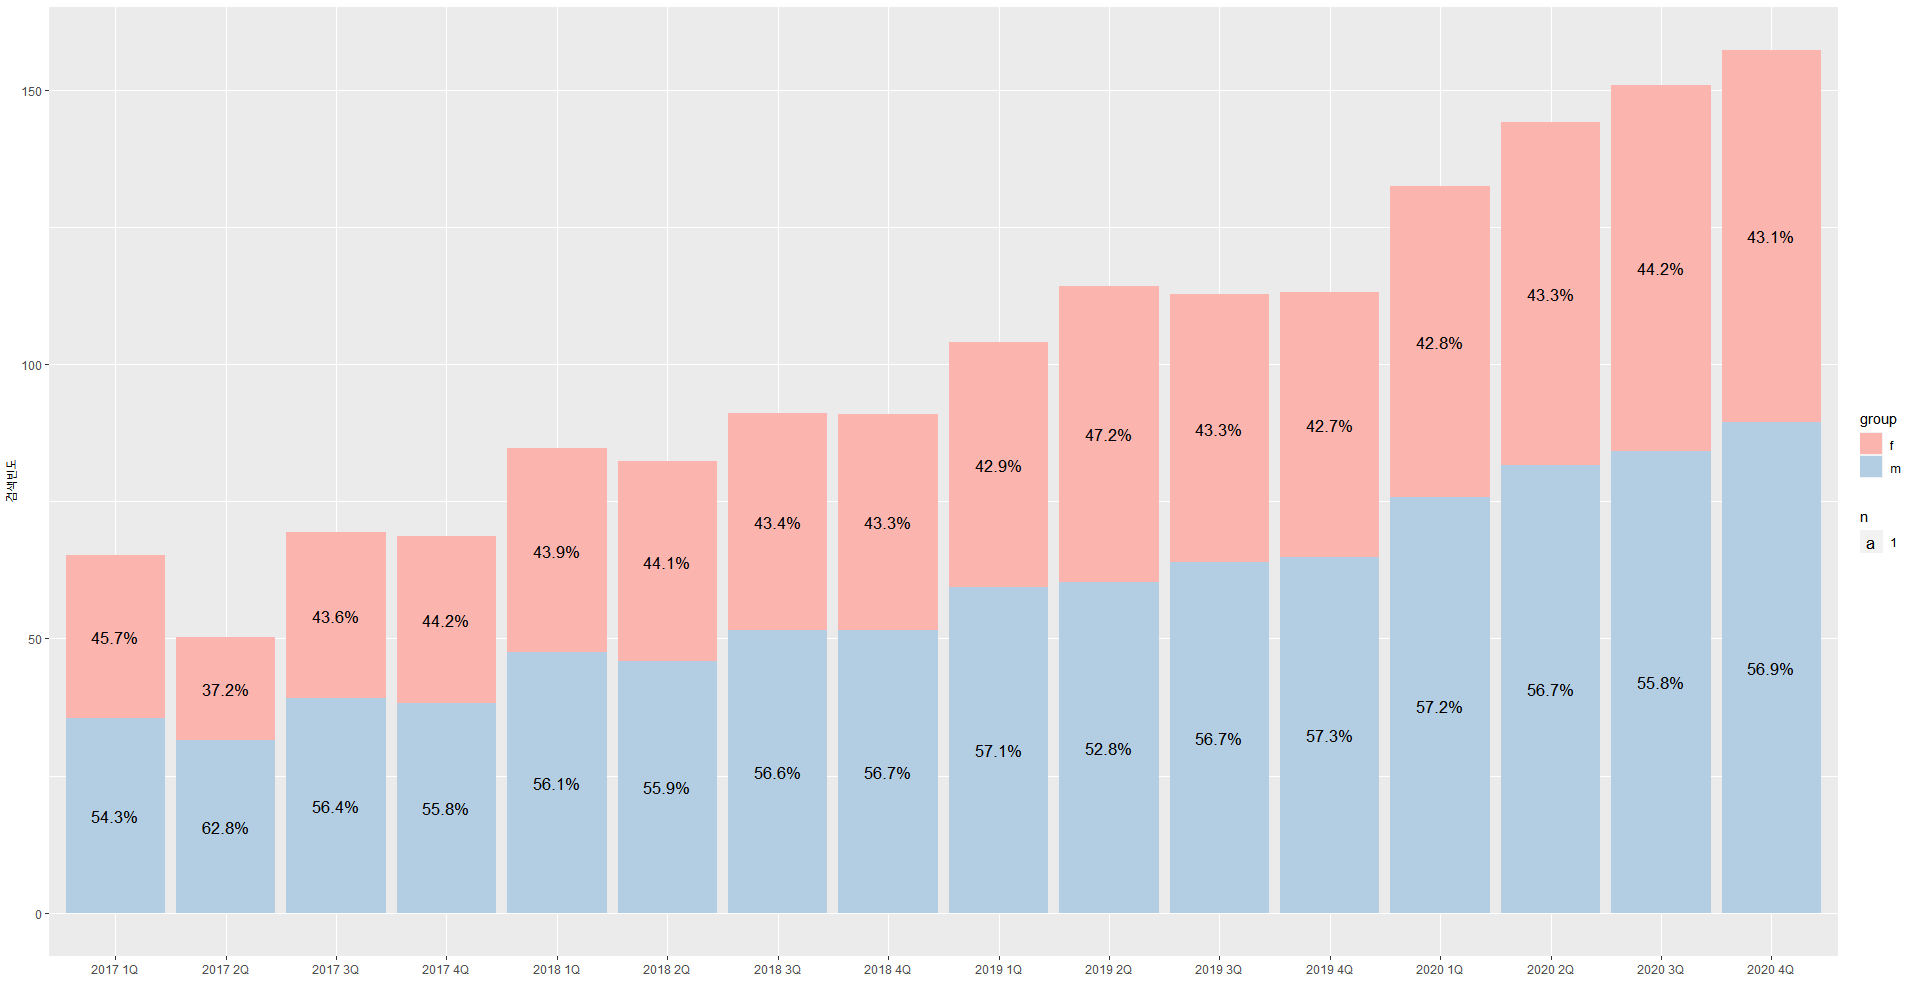 150
100
50
0
검색빈도
45.7%
37.2%
43.6%
44.2%
43.9%
44.1%
43.4%
43.3%
42.9%
47.2%
43.3%
42.7%
42.8%
43.3%
44.2%
43.1%
54.3%
62.8%
56.4%
55.8%
56.1%
55.9%
56.6%
56.7%
57.1%
52.8%
56.7%
57.3%
57.2%
56.7%
55.8%
56.9%
2017 1Q
2017 2Q
2017 3Q
2017 4Q
2018 1Q
2018 2Q
2018 3Q
2018 4Q
2019 1Q
2019 2Q
2019 3Q
2019 4Q
2020 1Q
2020 2Q
2020 3Q
2020 4Q
group
f
m
n
a 1